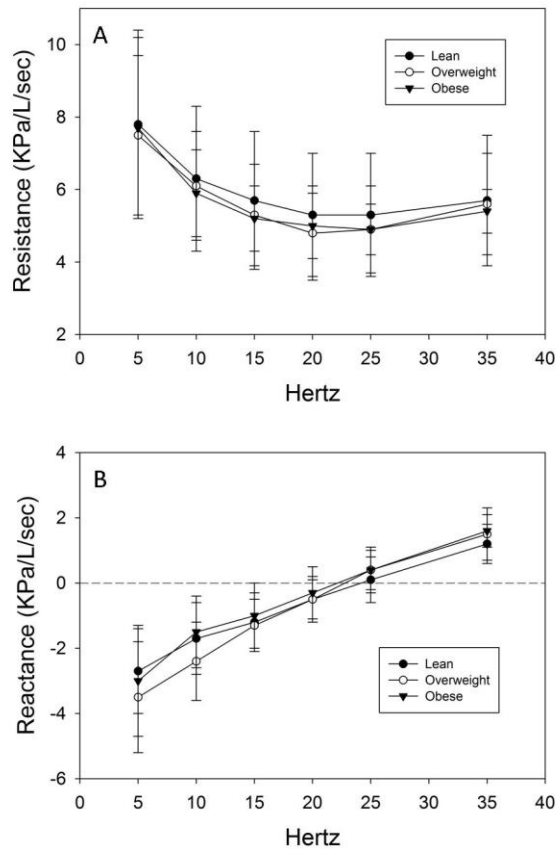 A
Resistance (KPa/L/sec)
10
8
6
4
2
Lean
Overweight
Obese
0 5 10 15 20 25 30 35 40
Hertz
B
Reactance (KPa/L/sec)
4
2
0
-2
-4
-6
Lean
Overweight
Obese
0 5 10 15 20 25 30 35 40
Hertz